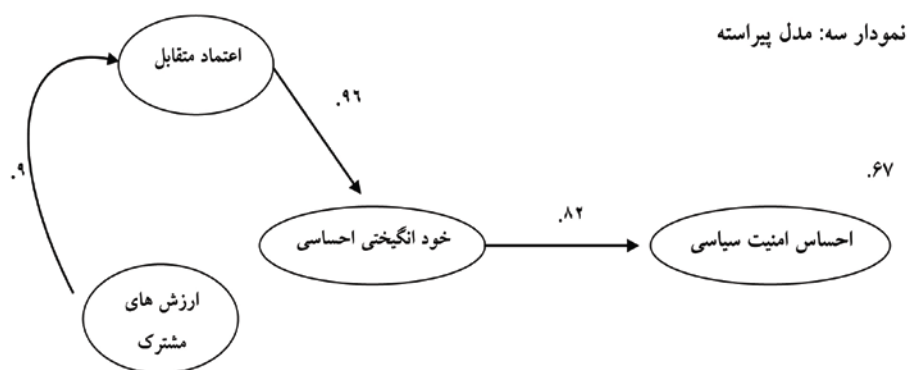 نمودار سه: مدل پیراسته
اعتماد متقابل
.۹۶
.۹
.۶۷
.۸۲
خود انگیختی احساسی
احساس امنیت سیاسی
ارزش های
مشترک